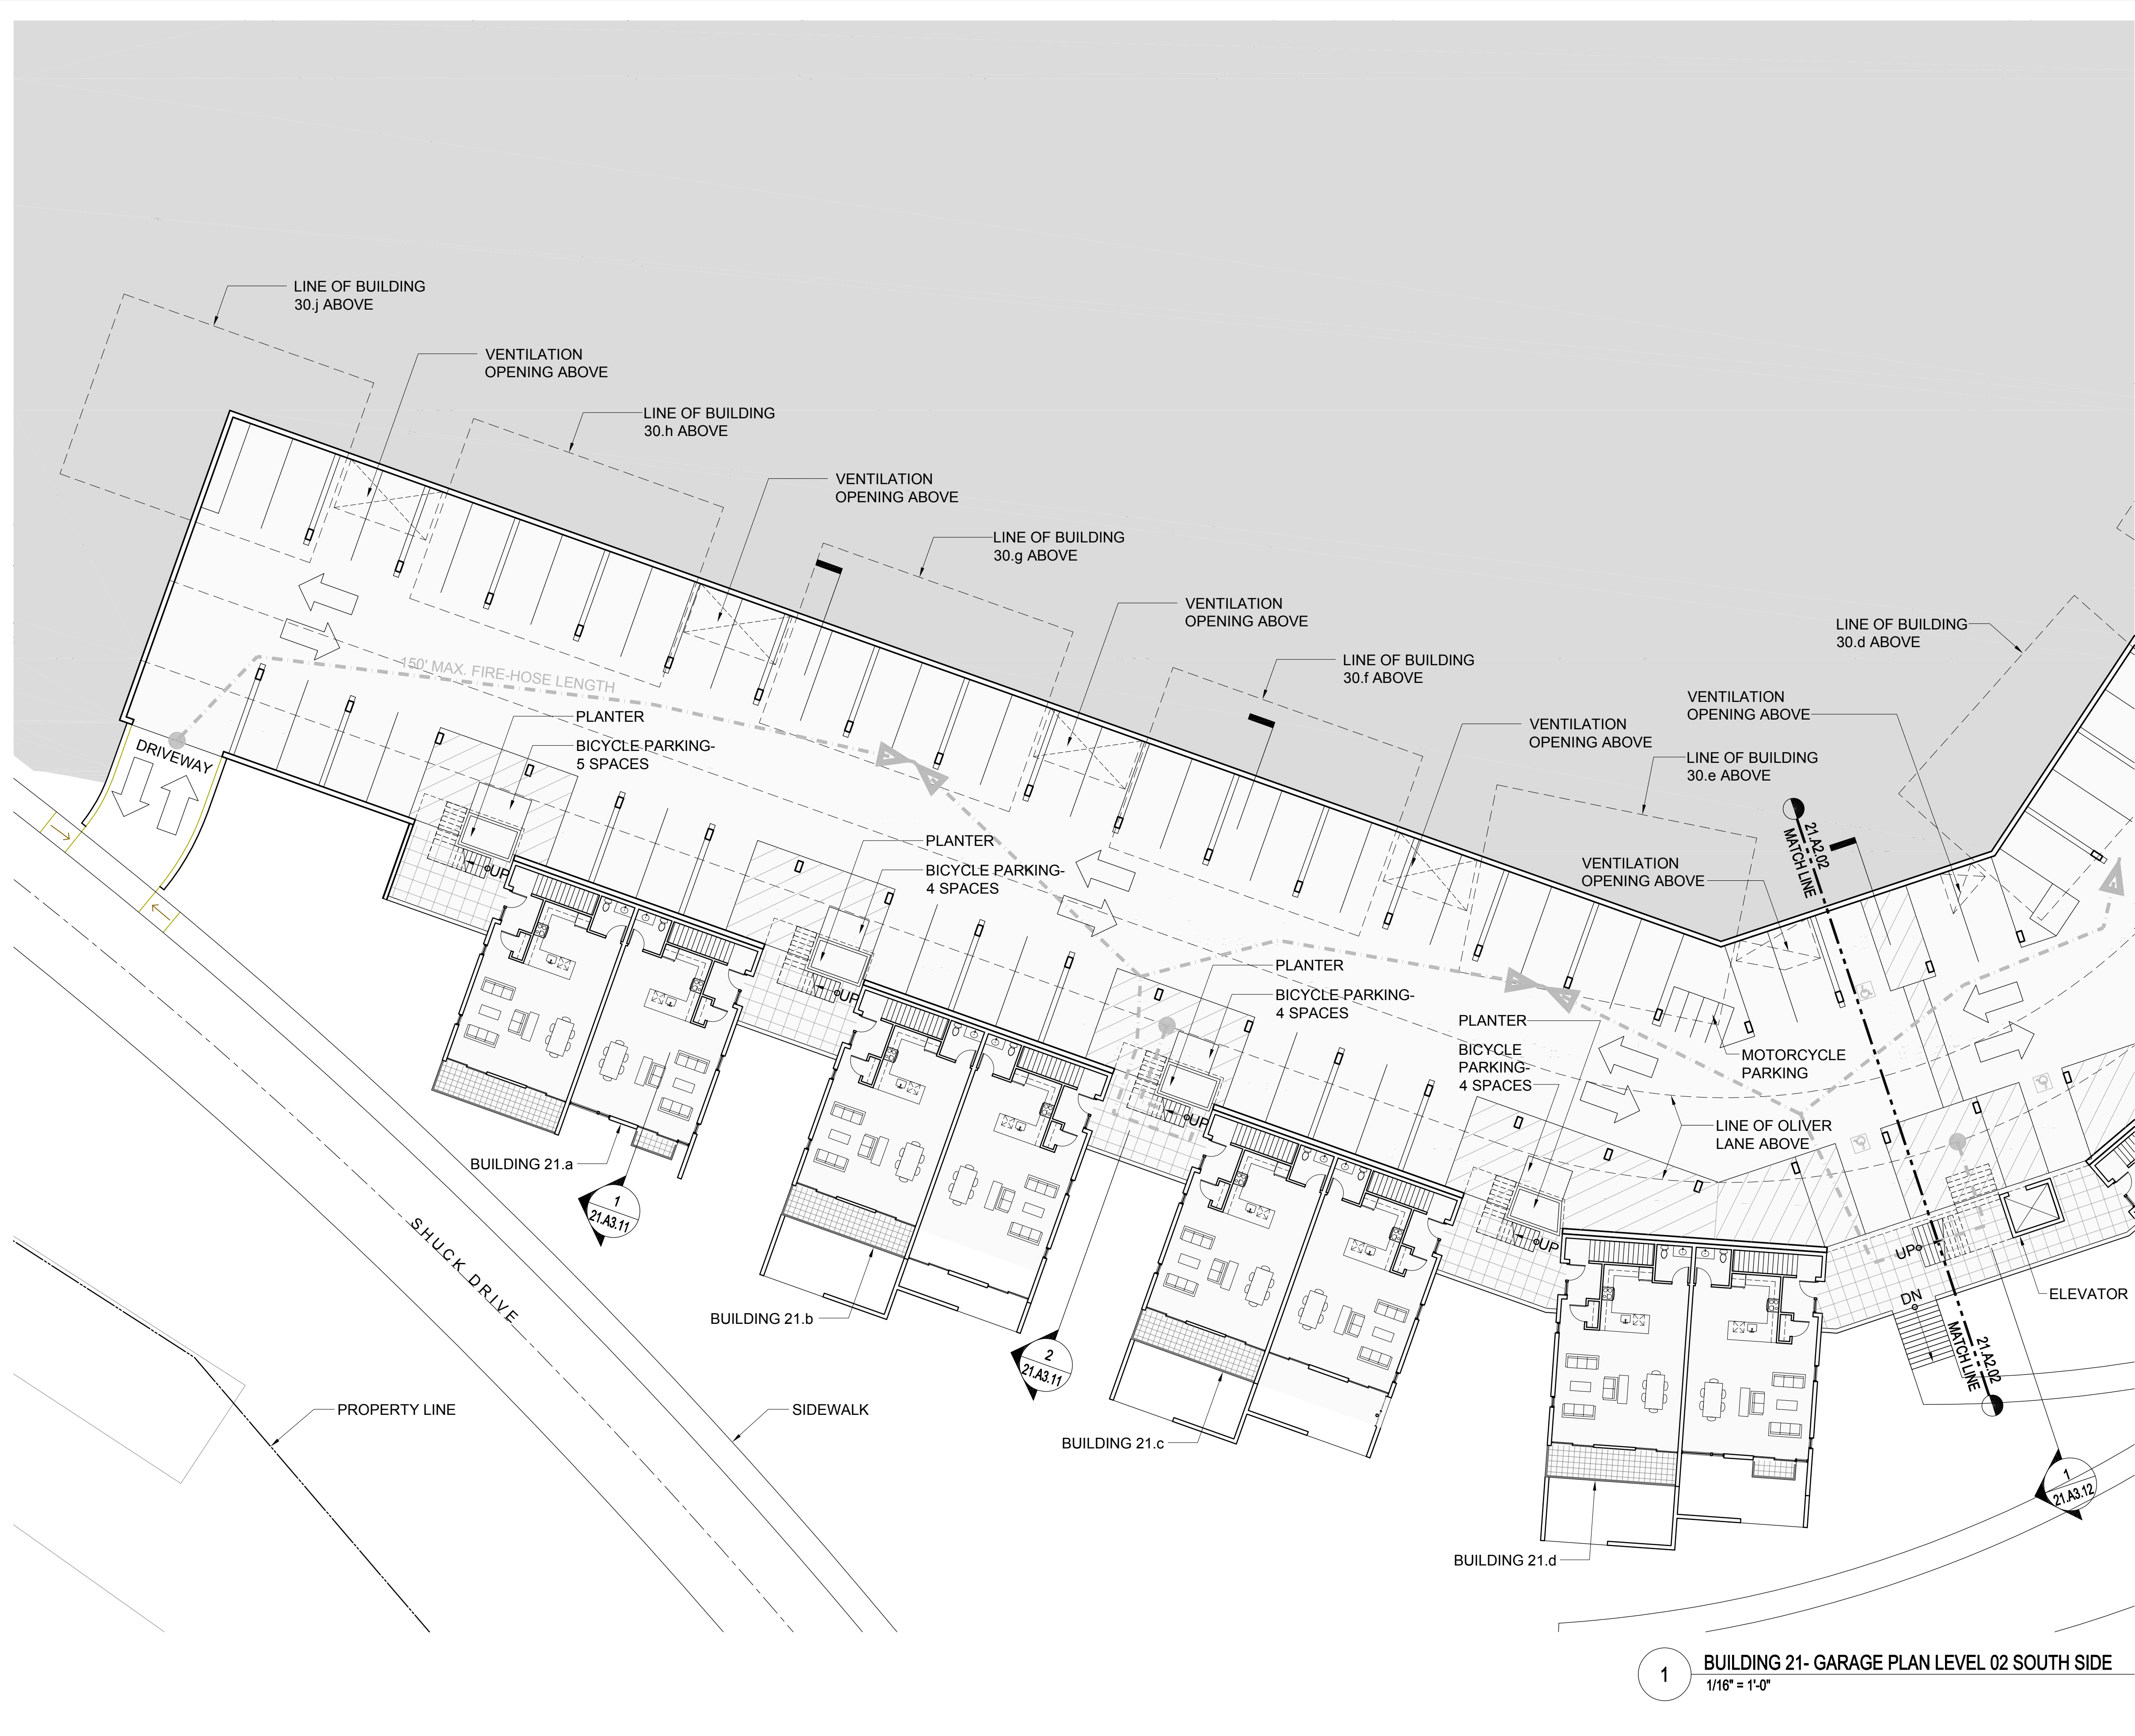 LINE OF BUILDING
30.j ABOVE
VENTILATION
OPENING ABOVE
LINE OF BUILDING
30.h ABOVE
VENTILATION
OPENING ABOVE
LINE OF BUILDING
30.g ABOVE
VENTILATION
OPENING ABOVE
LINE OF BUILDING
30.f ABOVE
LINE OF BUILDING
30.d ABOVE
VENTILATION
OPENING ABOVE
VENTILATION
OPENING ABOVE
LINE OF BUILDING
30.e ABOVE
21.A2.02
MATCH LINE
VENTILATION
OPENING ABOVE
150' MAX. FIRE-HOSE LENGTH
PLANTER
BICYCLE PARKING-
5 SPACES
DRIVEWAY
UP
PLANTER
BICYCLE PARKING-
4 SPACES
UP
PLANTER
BICYCLE PARKING-
4 SPACES
UP
PLANTER
BICYCLE
PARKING-
4 SPACES
UP
MOTORCYCLE
PARKING
LINE OF OLIVER
LANE ABOVE
UP
DN
ELEVATOR
21.A2.02
MATCH LINE
BUILDING 21.a
1
21.A3.11
SHUCK DRIVE
BUILDING 21.b
2
21.A3.11
PROPERTY LINE
SIDEWALK
BUILDING 21.c
1
21.A3.12
BUILDING 21.d
1
BUILDING 21- GARAGE PLAN LEVEL 02 SOUTH SIDE
1/16" = 1'-0"